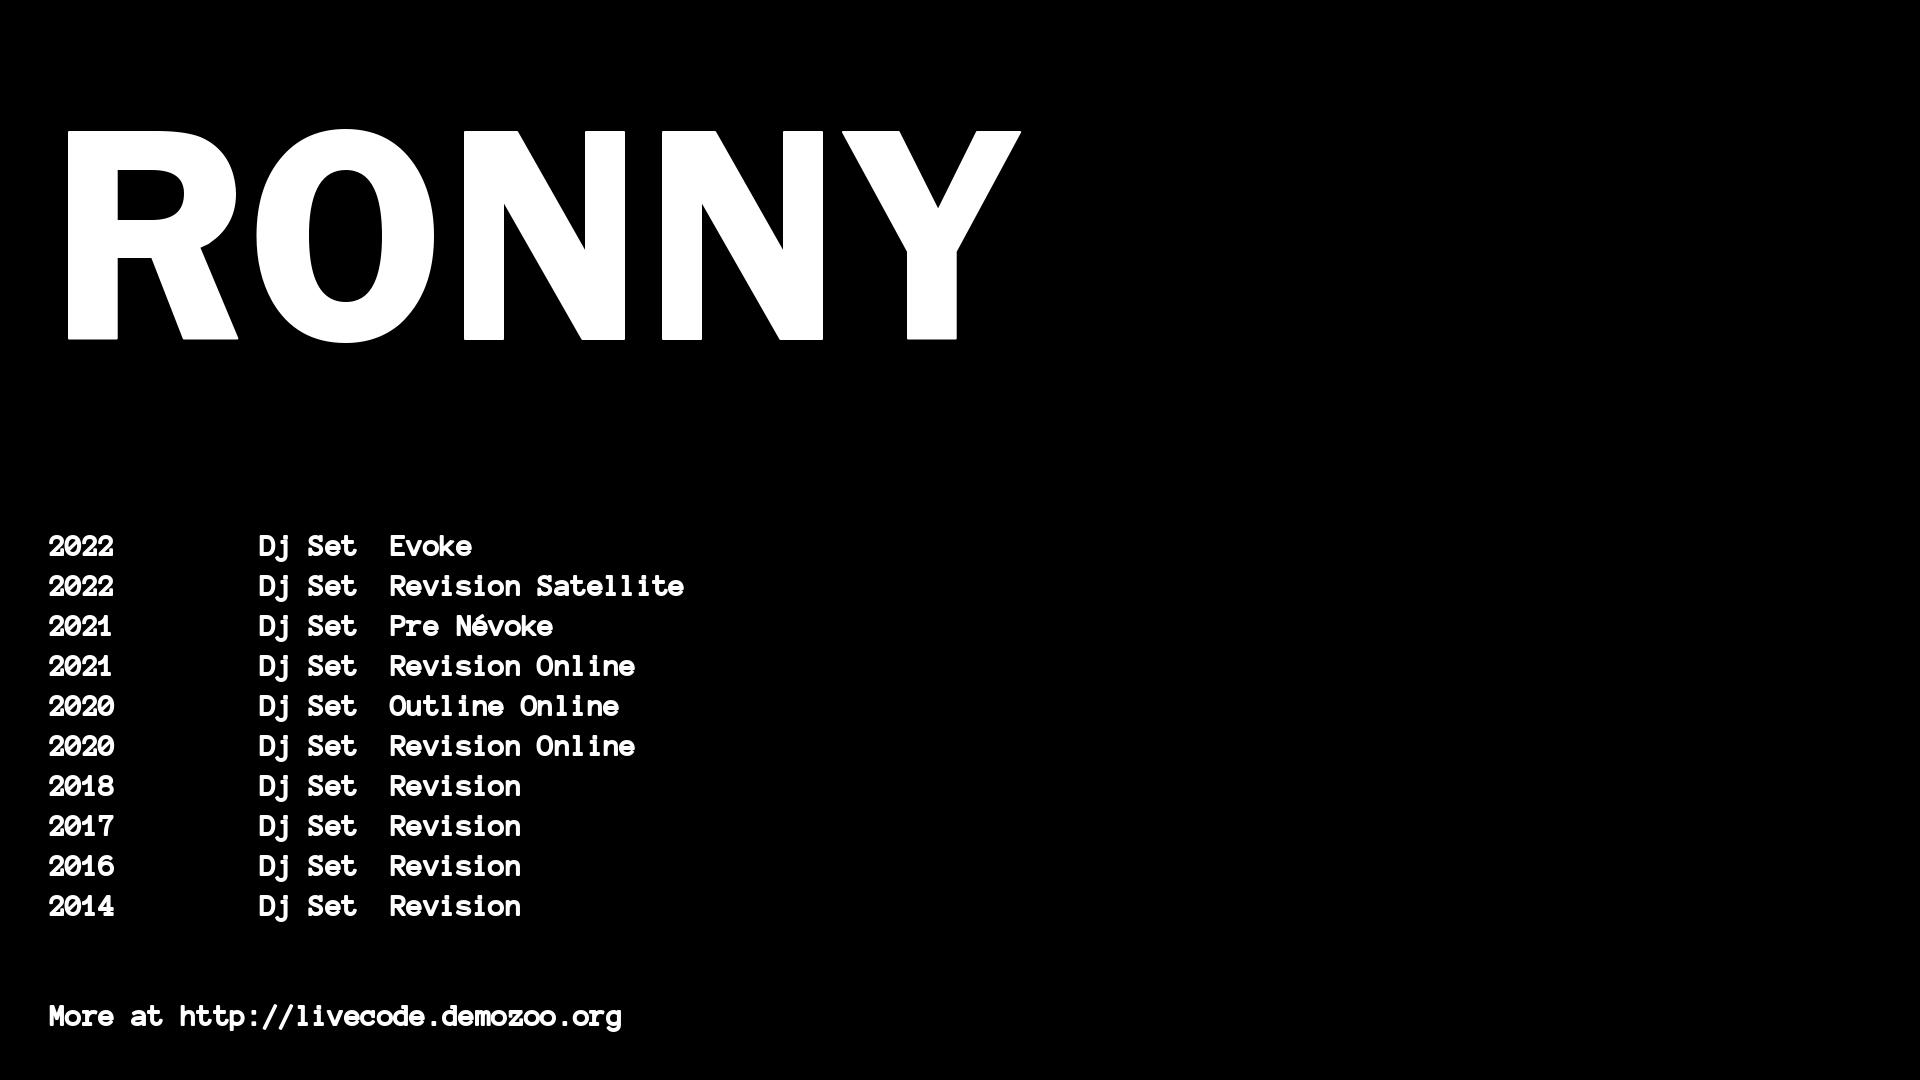 RONNY
2022 Dj Set Evoke
2022 Dj Set Revision Satellite
2021 Dj Set Pre Névoke
2021 Dj Set Revision Online
2020 Dj Set Outline Online
2020 Dj Set Revision Online
2018 Dj Set Revision
2017 Dj Set Revision
2016 Dj Set Revision
2014 Dj Set Revision
More at http://livecode.demozoo.org